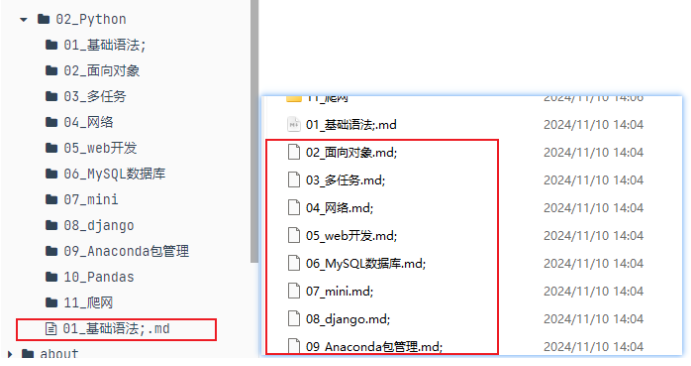 02_Python
01_基础语法;
02_面向对象
03_多任务
04_网络
05_web开发
06_MySQL数据库
07_mini
08_django
09_Anaconda包管理
10_Pandas
11_爬网
01_基础语法;.md
about
11_爬网 2024/11/10 14:06
01_基础语法;.md 2024/11/10 14:04
02_面向对象.md; 2024/11/10 14:04
03_多任务.md; 2024/11/10 14:04
04_网络.md; 2024/11/10 14:04
05_web开发.md; 2024/11/10 14:04
06_MySQL数据库.md; 2024/11/10 14:04
07_mini.md; 2024/11/10 14:04
08_django.md; 2024/11/10 14:04
09_Anaconda包管理.md; 2024/11/10 14:04